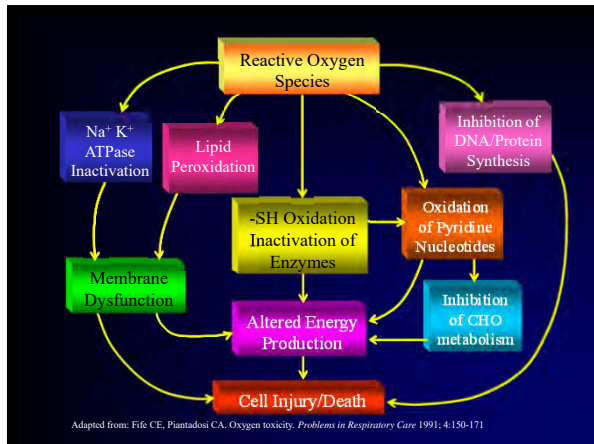 Reactive Oxygen
Species
Na⁺ K⁺
ATPase
Inactivation
Lipid
Peroxidation
Inhibition of
DNA/Protein
Synthesis
-SH Oxidation
Inactivation of
Enzymes
Oxidation
of Pyridine
Nucleotides
Membrane
Dysfunction
Altered Energy
Production
Inhibition
of CHO
metabolism
Cell Injury/Death
Adapted from: Fife CE, Piantadosi CA. Oxygen toxicity. Problems in Respiratory Care 1991; 4:150-171